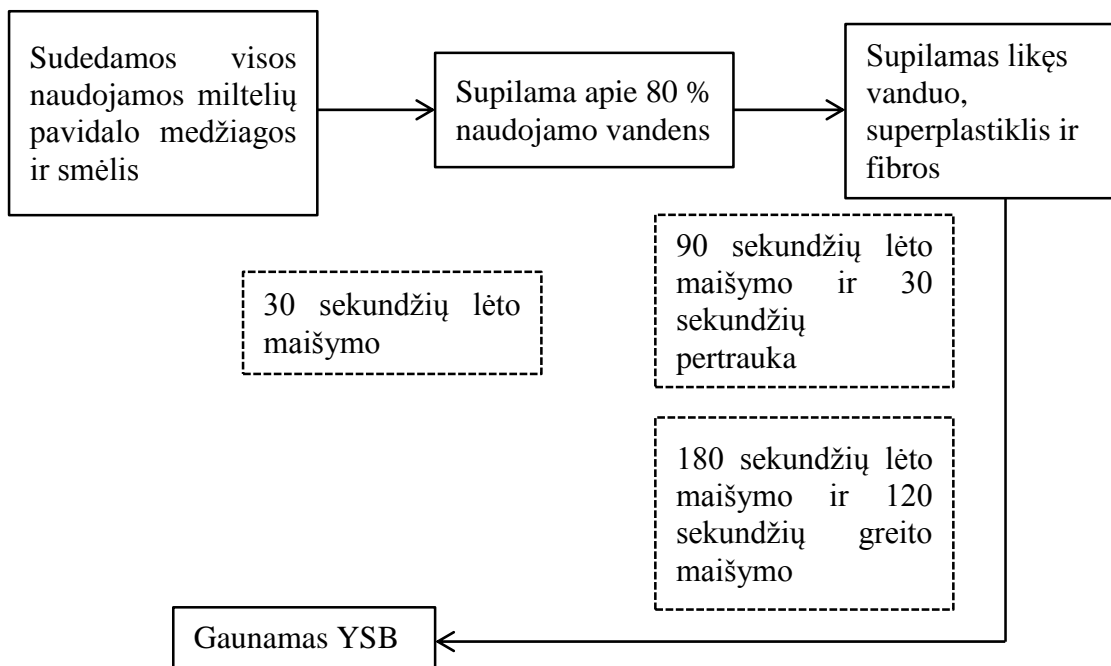 Sudedamos visos
naudojamos miltelių
pavidalo medžiagos
ir smėlis
Supilama apie 80 %
naudojamo vandens
Supilamas likęs
vanduo,
superplastiklis ir
fibros
30 sekundžių lėto
maišymo
90 sekundžių lėto
maišymo ir 30
sekundžių
pertrauka
180 sekundžių lėto
maišymo ir 120
sekundžių greito
maišymo
Gaunamas YSB